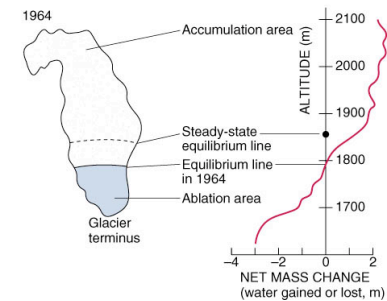 1964
Accumulation area
Steady-state
equilibrium line
Equilibrium line
in 1964
Ablation area
Glacier
terminus
ALTITUDE (m)
2100
2000
1900
1800
1700
−4 −2 0 2
NET MASS CHANGE
(water gained or lost, m)